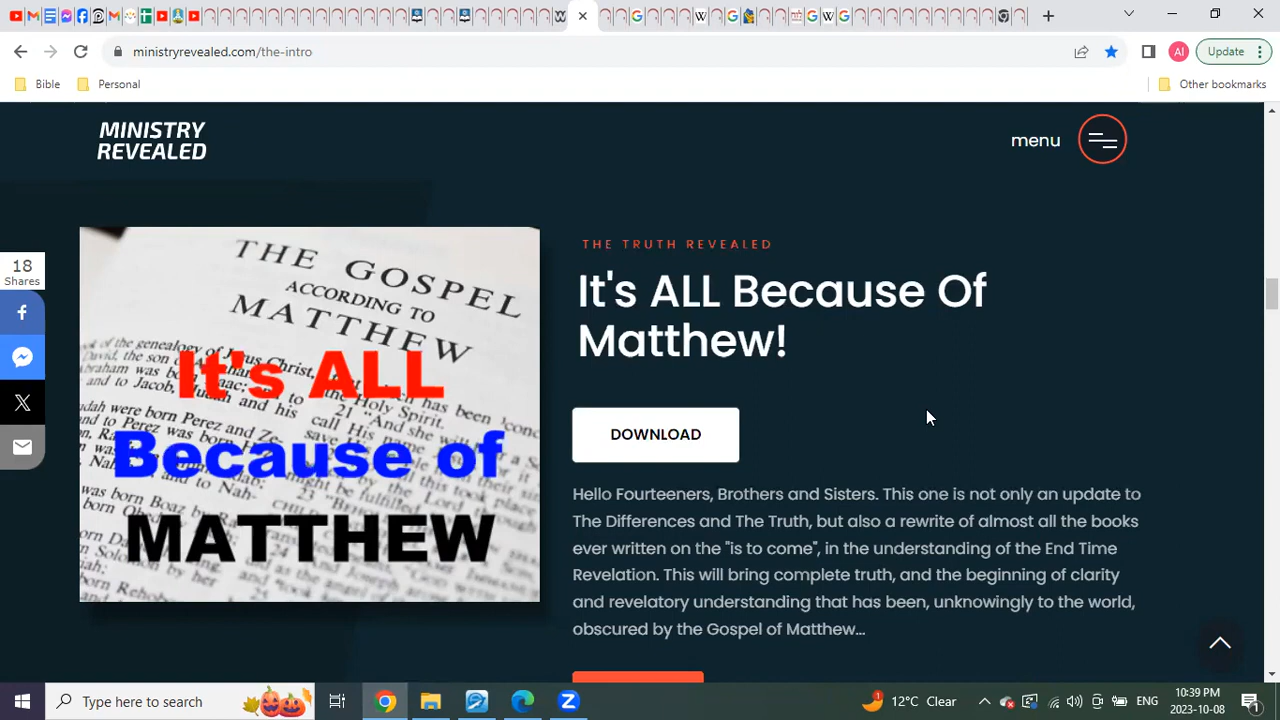 ministryrevealed.com/the-intro
Update
Bible
Personal
Other bookmarks
MINISTRY
REVEALED
menu
18
Shares
THE GOSPEL
ACCORDING TO
MATTHEW
It's ALL
Because of
MATTHEW
THE TRUTH REVEALED
It's ALL Because Of
Matthew!
DOWNLOAD
Hello Fourteeners, Brothers and Sisters. This one is not only an update to
The Differences and The Truth, but also a rewrite of almost all the books
ever written on the "is to come", in the understanding of the End Time
Revelation. This will bring complete truth, and the beginning of clarity
and revelatory understanding that has been, unknowingly to the world,
obscured by the Gospel of Matthew...
Type here to search
12°C Clear
ENG
10:39 PM
2023-10-08